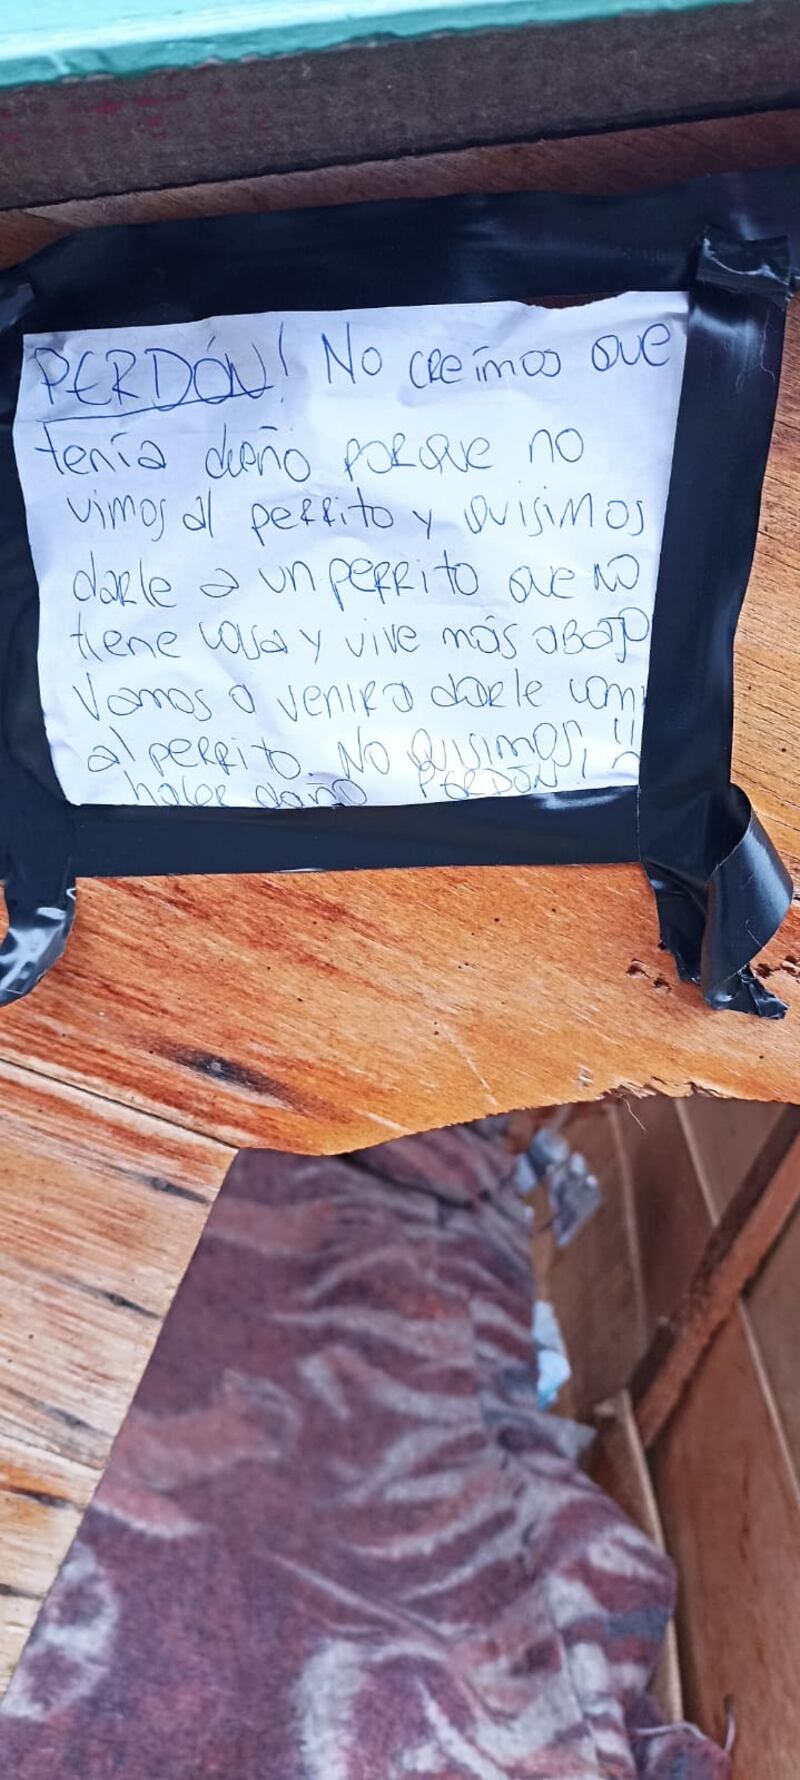 PERDÓN! No creímos que
tenía dueño porque no
vimos al perrito y quisimos
darle a un perrito que no
tiene casa y vive más abajo
Vamos a venir a darle com
al perrito. No quisimos
hacer daño PERDÓN!!!